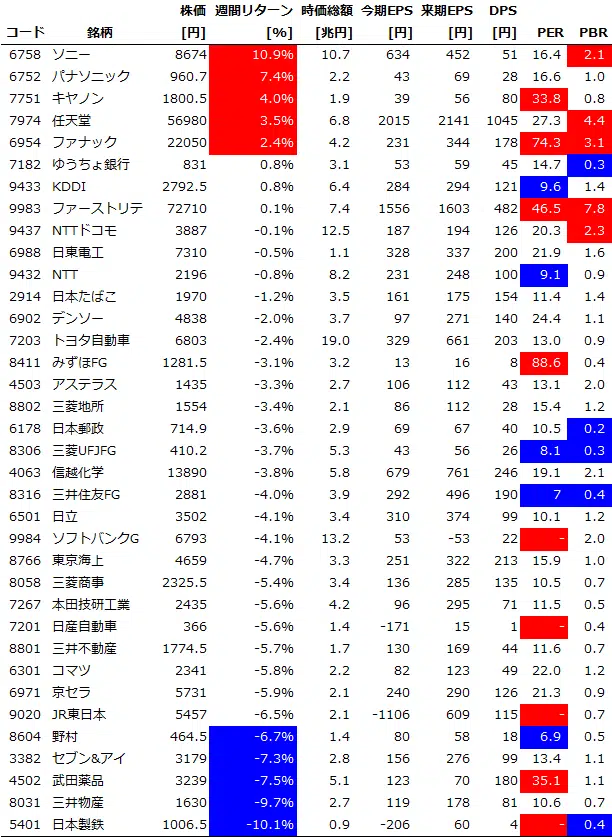 株価 週間リターン 時価総額 今期EPS 来期EPS DPS
コード 銘柄 [円] [%] [兆円] [円] [円] [円] PER PBR
6758 ソニー 8674 10.9% 10.7 634 452 51 16.4 2.1
6752 パナソニック 960.7 7.4% 2.2 43 69 28 16.6 1.0
7751 キヤノン 1800.5 4.0% 1.9 39 56 80 33.8 0.8
7974 任天堂 56980 3.5% 6.8 2015 2141 1045 27.3 4.4
6954 ファナック 22050 2.4% 4.2 231 344 178 74.3 3.1
7182 ゆうちょ銀行 831 0.8% 3.1 53 59 45 14.7 0.3
9433 KDDI 2792.5 0.8% 6.4 284 294 121 9.6 1.4
9983 ファーストリテ 72710 0.1% 7.4 1556 1603 482 46.5 7.8
9437 NTTドコモ 3887 -0.1% 12.5 187 194 126 20.3 2.3
6988 日東電工 7310 -0.5% 1.1 328 337 200 21.9 1.6
9432 NTT 2196 -0.8% 8.2 231 248 100 9.1 0.9
2914 日本たばこ 1970 -1.2% 3.5 161 175 154 11.4 1.4
6902 デンソー 4838 -2.0% 3.7 97 271 140 24.4 1.1
7203 トヨタ自動車 6803 -2.4% 19.0 329 661 203 13.0 0.9
8411 みずほFG 1281.5 -3.1% 3.2 13 16 8 88.6 0.4
4503 アステラス 1435 -3.3% 2.7 106 112 43 13.1 2.0
8802 三菱地所 1554 -3.4% 2.1 86 112 28 15.4 1.2
6178 日本郵政 714.9 -3.6% 2.9 69 67 40 10.5 0.2
8306 三菱UFJFG 410.2 -3.7% 5.3 43 56 26 8.1 0.3
4063 信越化学 13890 -3.8% 5.8 679 761 246 19.1 2.1
8316 三井住友FG 2881 -4.0% 3.9 292 496 190 7 0.4
6501 日立 3502 -4.1% 3.4 310 374 99 10.1 1.2
9984 ソフトバンクG 6793 -4.1% 13.2 53 -53 22 - 2.0
8766 東京海上 4659 -4.7% 3.3 251 322 213 15.9 1.0
8058 三菱商事 2325.5 -5.4% 3.4 136 285 135 10.5 0.7
7267 本田技研工業 2435 -5.6% 4.2 96 295 71 11.5 0.5
7201 日産自動車 366 -5.6% 1.4 -171 15 1 - 0.4
8801 三井不動産 1774.5 -5.7% 1.7 130 169 44 11.6 0.7
6301 コマツ 2341 -5.8% 2.2 82 123 49 22.0 1.2
6971 京セラ 5731 -5.9% 2.1 240 290 126 21.3 0.9
9020 JR東日本 5457 -6.5% 2.1 -1106 609 115 - 0.7
8604 野村 464.5 -6.7% 1.4 80 58 18 6.9 0.5
3382 セブン&アイ 3179 -7.3% 2.8 156 276 99 13.4 1.1
4502 武田薬品 3239 -7.5% 5.1 123 70 180 35.1 1.1
8031 三井物産 1630 -9.7% 2.7 119 178 81 10.6 0.7
5401 日本製鉄 1006.5 -10.1% 0.9 -206 60 4 - 0.4